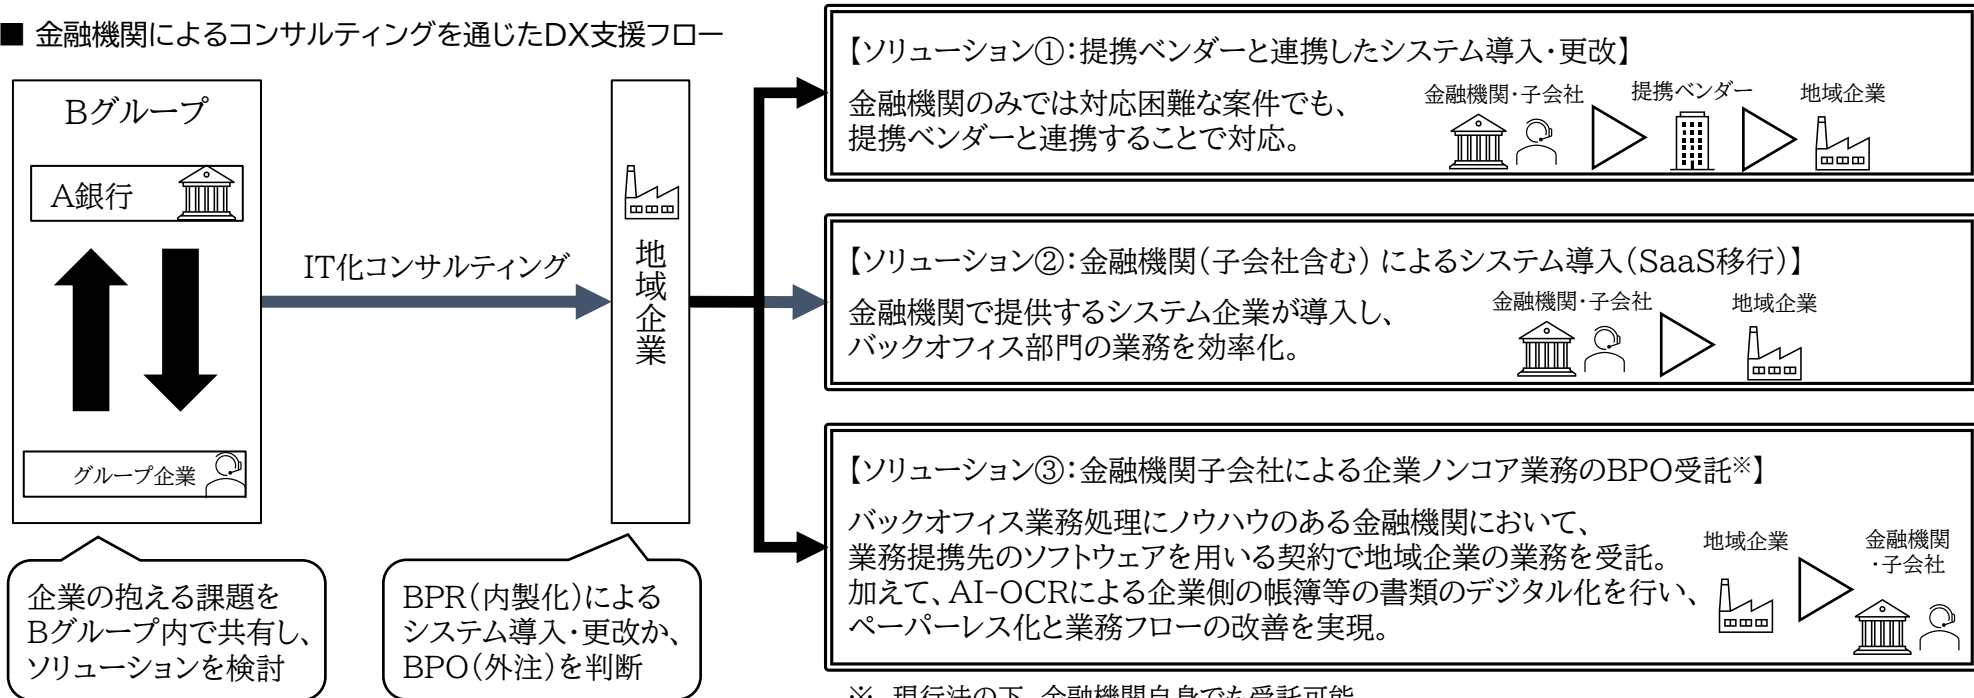 ■ 金融機関によるコンサルティングを通じたDX支援フロー
Bグループ
A銀行
グループ企業
企業の抱える課題を
Bグループ内で共有し、
ソリューションを検討
IT化コンサルティング
地域企業
BPR(内製化)による
システム導入・更改か、
BPO(外注)を判断
【ソリューション①:提携ベンダーと連携したシステム導入・更改】
金融機関のみでは対応困難な案件でも、
提携ベンダーと連携することで対応。
金融機関・子会社
提携ベンダー
地域企業
【ソリューション②:金融機関(子会社含む) によるシステム導入(SaaS移行)】
金融機関で提供するシステム企業が導入し、
バックオフィス部門の業務を効率化。
金融機関・子会社
地域企業
【ソリューション③:金融機関子会社による企業ノンコア業務のBPO受託※】
バックオフィス業務処理にノウハウのある金融機関において、
業務提携先のソフトウェアを用いる契約で地域企業の業務を受託。
加えて、AI-OCRによる企業側の帳簿等の書類のデジタル化を行い、
ペーパーレス化と業務フローの改善を実現。
地域企業
金融機関
・子会社
※ 現行法の下、金融機関自身でも受託可能